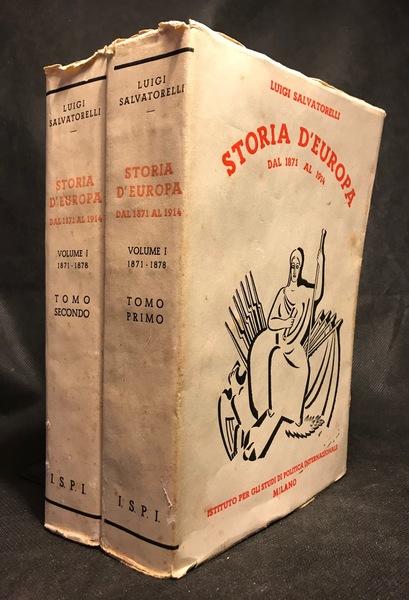 LUIGI
SALVATORELLI
STORIA
D'EUROPA
DAL 1871 AL 1914
VOLUME I
1871-1878
TOMO
SECONDO
I. S. P. I.
LUIGI
SALVATORELLI
STORIA
D'EUROPA
DAL 1871 AL 1914
VOLUME I
1871-1878
TOMO
PRIMO
I. S. P. I.
LUIGI SALVATORELLI
STORIA D'EUROPA
DAL 1871 AL 1914
ISTITUTO PER GLI STUDI DI POLITICA INTERNAZIONALE
MILANO